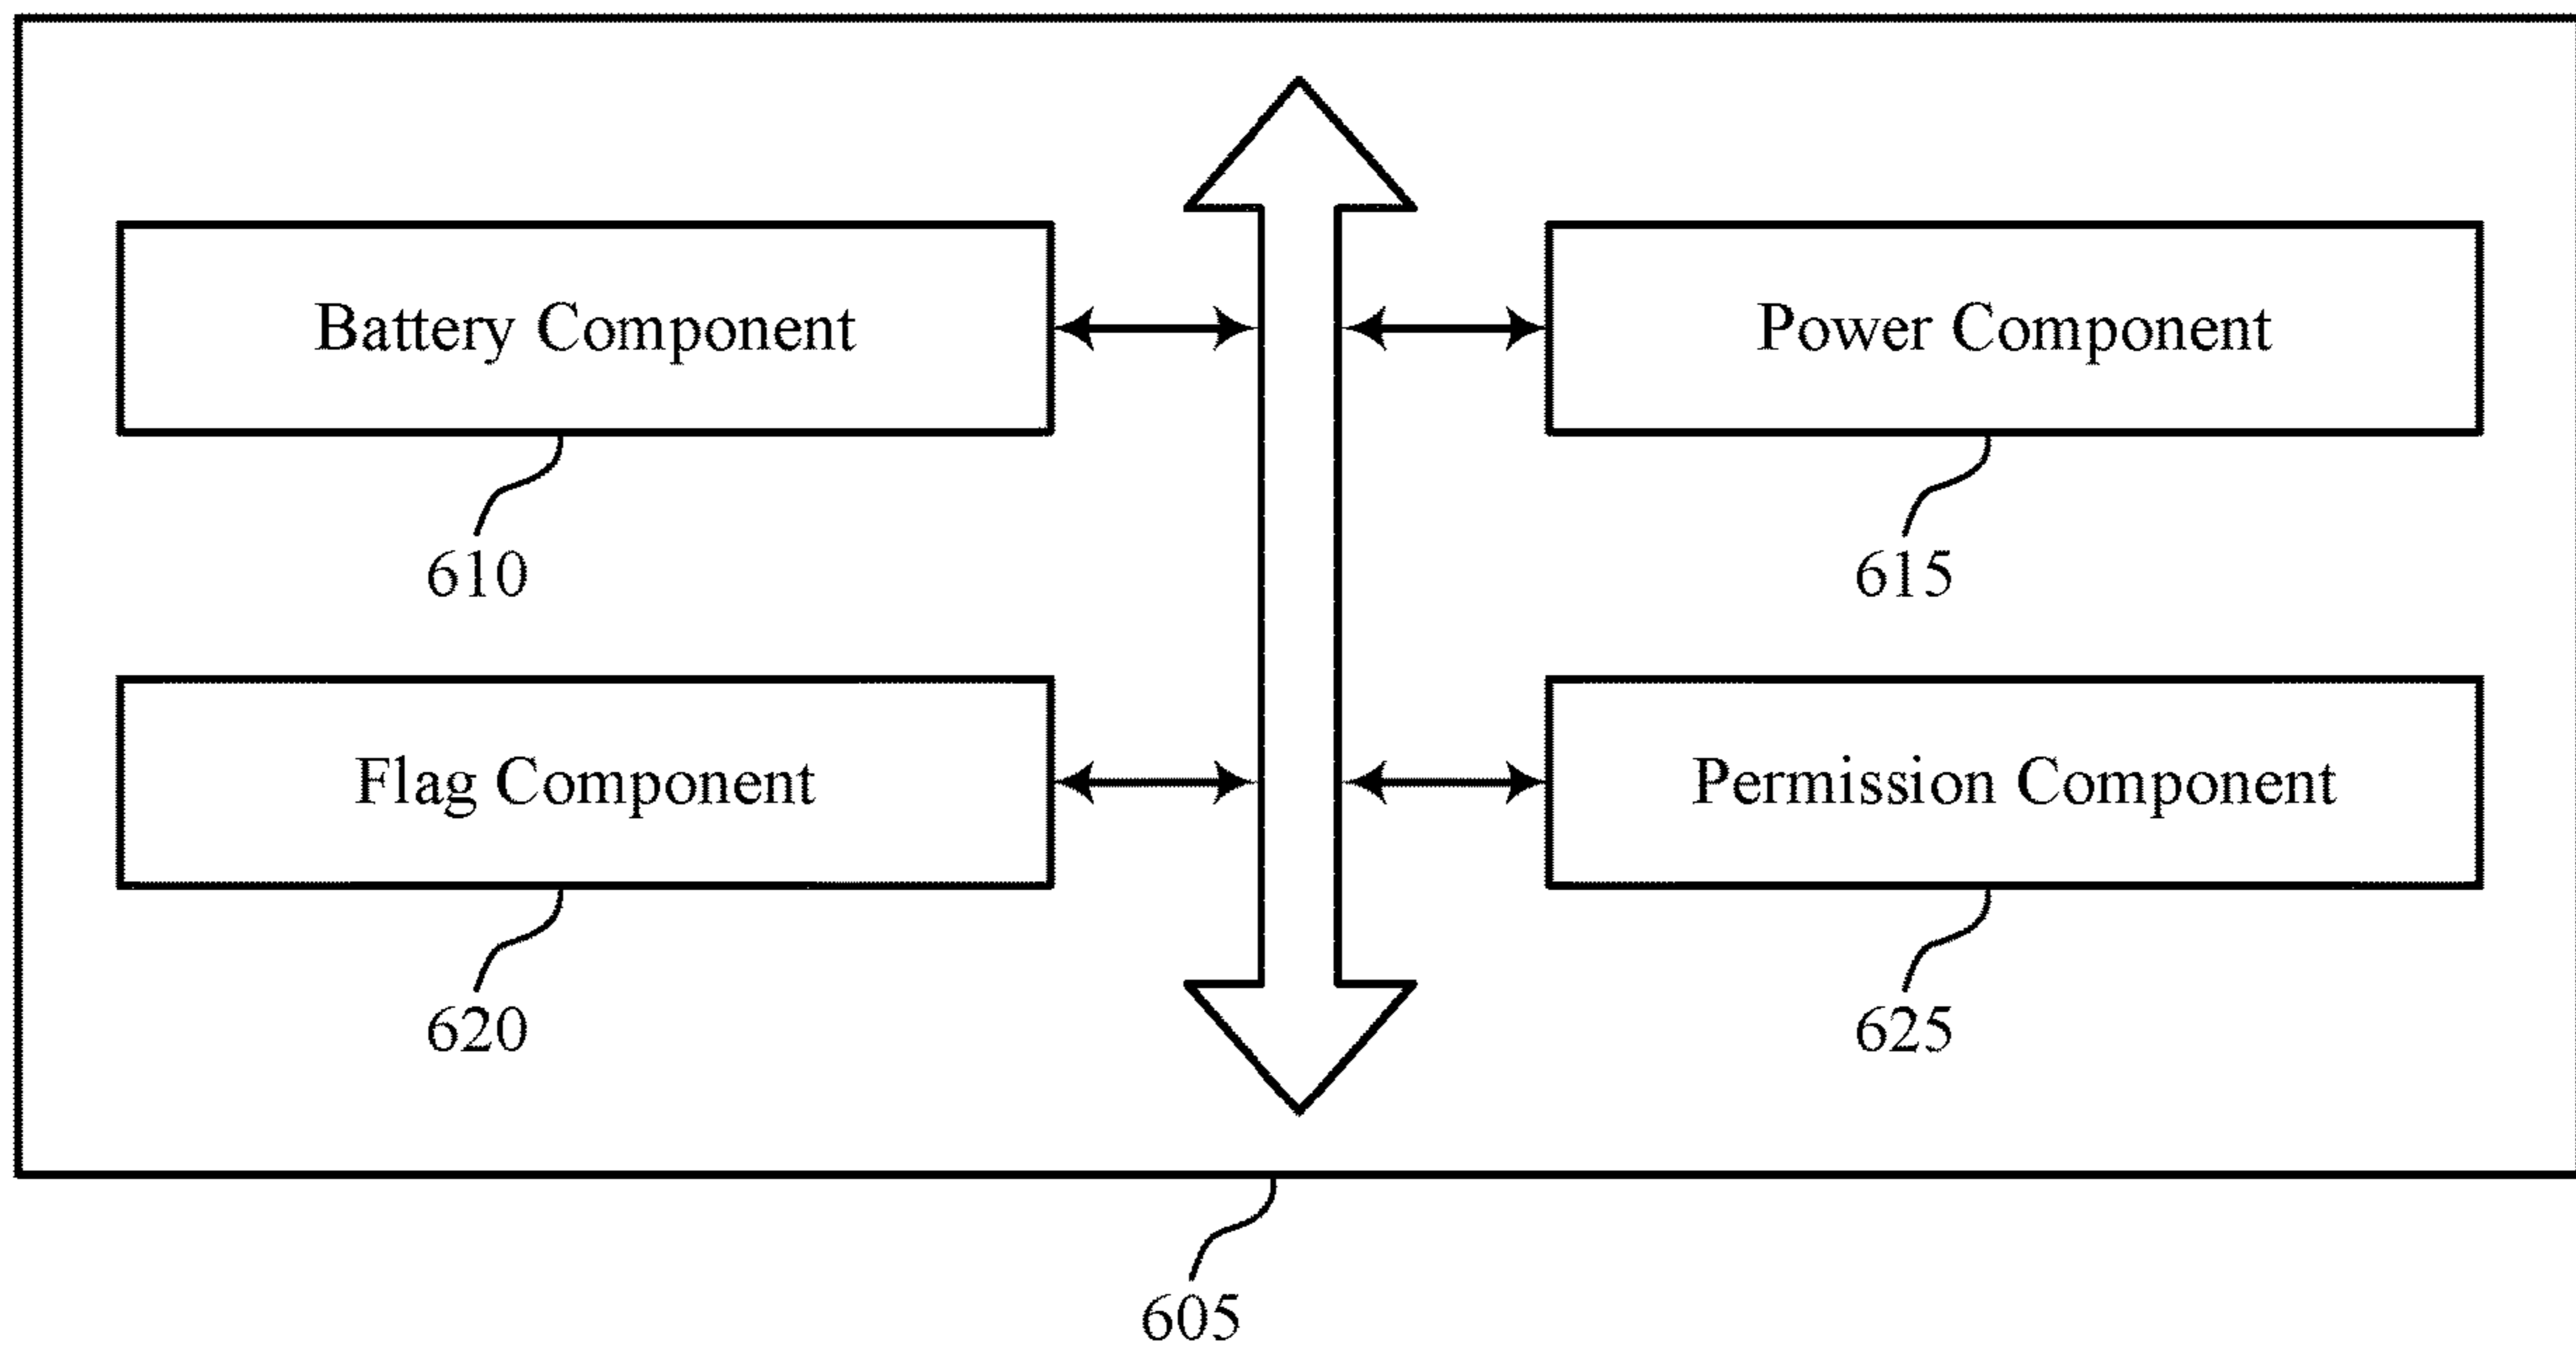 Battery Component
Power Component
610
615
Flag Component
Permission Component
620
625
605